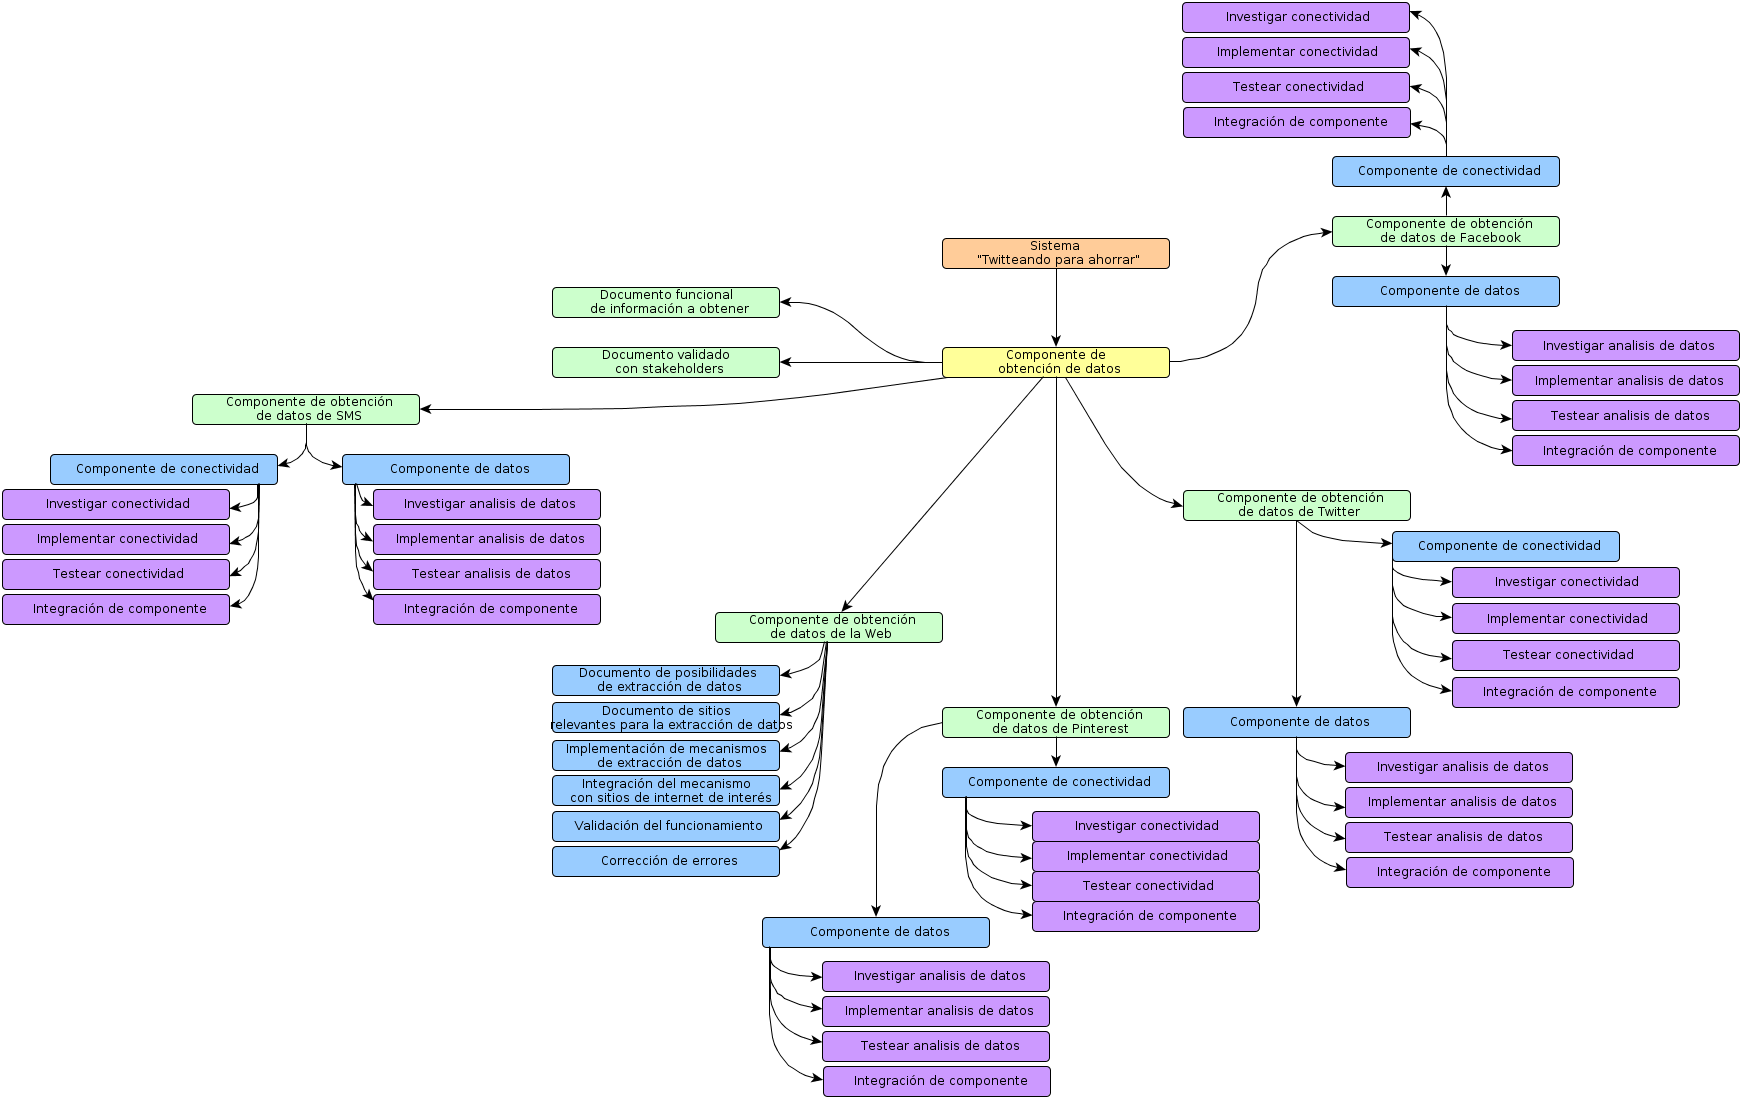 Investigar conectividad
Implementar conectividad
Testear conectividad
Integración de componente
Componente de conectividad
Componente de obtención
de datos de Facebook
Componente de datos
Investigar analisis de datos
Implementar analisis de datos
Testear analisis de datos
Integración de componente
Sistema
"Twitteando para ahorrar"
Documento funcional
de información a obtener
Documento validado
con stakeholders
Componente de
obtención de datos
Componente de obtención
de datos de SMS
Componente de conectividad
Investigar conectividad
Implementar conectividad
Testear conectividad
Integración de componente
Componente de datos
Investigar analisis de datos
Implementar analisis de datos
Testear analisis de datos
Integración de componente
Componente de obtención
de datos de Twitter
Componente de conectividad
Investigar conectividad
Implementar conectividad
Testear conectividad
Integración de componente
Componente de datos
Investigar analisis de datos
Implementar analisis de datos
Testear analisis de datos
Integración de componente
Componente de obtención
de datos de la Web
Documento de posibilidades
de extracción de datos
Documento de sitios
relevantes para la extracción de datos
Implementación de mecanismos
de extracción de datos
Integración del mecanismo
con sitios de internet de interés
Validación del funcionamiento
Corrección de errores
Componente de obtención
de datos de Pinterest
Componente de conectividad
Investigar conectividad
Implementar conectividad
Testear conectividad
Integración de componente
Componente de datos
Investigar analisis de datos
Implementar analisis de datos
Testear analisis de datos
Integración de componente